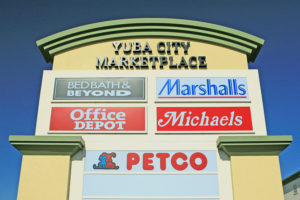 YUBA CITY
MARKETPLACE
BED BATH &
BEYOND
Marshalls
Office
DEPOT
Michaels
PETCO